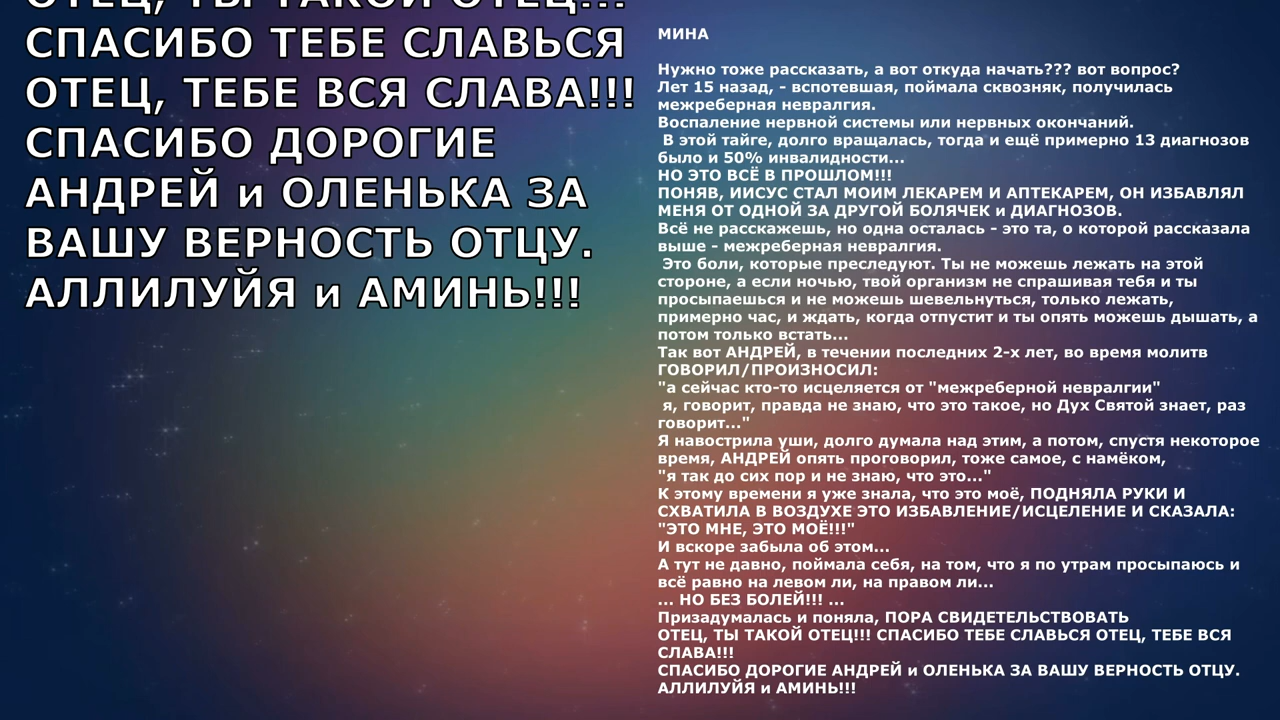 ОТЕЦ, ТЫ ТАКОЙ ОТЕЦ!!!
СПАСИБО ТЕБЕ СЛАВЬСЯ
ОТЕЦ, ТЕБЕ ВСЯ СЛАВА!!!
СПАСИБО ДОРОГИЕ
АНДРЕЙ и ОЛЕНЬКА ЗА
ВАШУ ВЕРНОСТЬ ОТЦУ.
АЛЛИЛУЙЯ и АМИНЬ!!!
МИНА
Нужно тоже рассказать, а вот откуда начать??? вот вопрос?
Лет 15 назад, - вспотевшая, поймала сквозняк, получилась
межреберная невралгия.
Воспаление нервной системы или нервных окончаний.
В этой тайге, долго вращалась, тогда и ещё примерно 13 диагнозов
было и 50% инвалидности...
НО ЭТО ВСЁ В ПРОШЛОМ!!!
ПОНЯВ, ИИСУС СТАЛ МОИМ ЛЕКАРЕМ И АПТЕКАРЕМ, ОН ИЗБАВЛЯЛ
МЕНЯ ОТ ОДНОЙ ЗА ДРУГОЙ БОЛЯЧЕК и ДИАГНОЗОВ.
Всё не расскажешь, но одна осталась - это та, о которой рассказала
выше - межреберная невралгия.
Это боли, которые преследуют. Ты не можешь лежать на этой
стороне, а если ночью, твой организм не спрашивая тебя и ты
просыпаешься и не можешь шевельнуться, только лежать,
примерно час, и ждать, когда отпустит и ты опять можешь дышать, а
потом только встать...
Так вот АНДРЕЙ, в течении последних 2-х лет, во время молитв
ГОВОРИЛ/ПРОИЗНОСИЛ:
"а сейчас кто-то исцеляется от "межреберной невралгии"
я, говорит, правда не знаю, что это такое, но Дух Святой знает, раз
говорит..."
Я навострила уши, долго думала над этим, а потом, спустя некоторое
время, АНДРЕЙ опять проговорил, тоже самое, с намёком,
"я так до сих пор и не знаю, что это..."
К этому времени я уже знала, что это моё, ПОДНЯЛА РУКИ И
СХВАТИЛА В ВОЗДУХЕ ЭТО ИЗБАВЛЕНИЕ/ИСЦЕЛЕНИЕ И СКАЗАЛА:
"ЭТО МНЕ, ЭТО МОЁ!!!"
И вскоре забыла об этом...
А тут не давно, поймала себя, на том, что я по утрам просыпаюсь и
всё равно на левом ли, на правом ли...
... НО БЕЗ БОЛЕЙ!!! ...
Призадумалась и поняла, ПОРА СВИДЕТЕЛЬСТВОВАТЬ
ОТЕЦ, ТЫ ТАКОЙ ОТЕЦ!!! СПАСИБО ТЕБЕ СЛАВЬСЯ ОТЕЦ, ТЕБЕ ВСЯ
СЛАВА!!!
СПАСИБО ДОРОГИЕ АНДРЕЙ и ОЛЕНЬКА ЗА ВАШУ ВЕРНОСТЬ ОТЦУ.
АЛЛИЛУЙЯ и АМИНЬ!!!